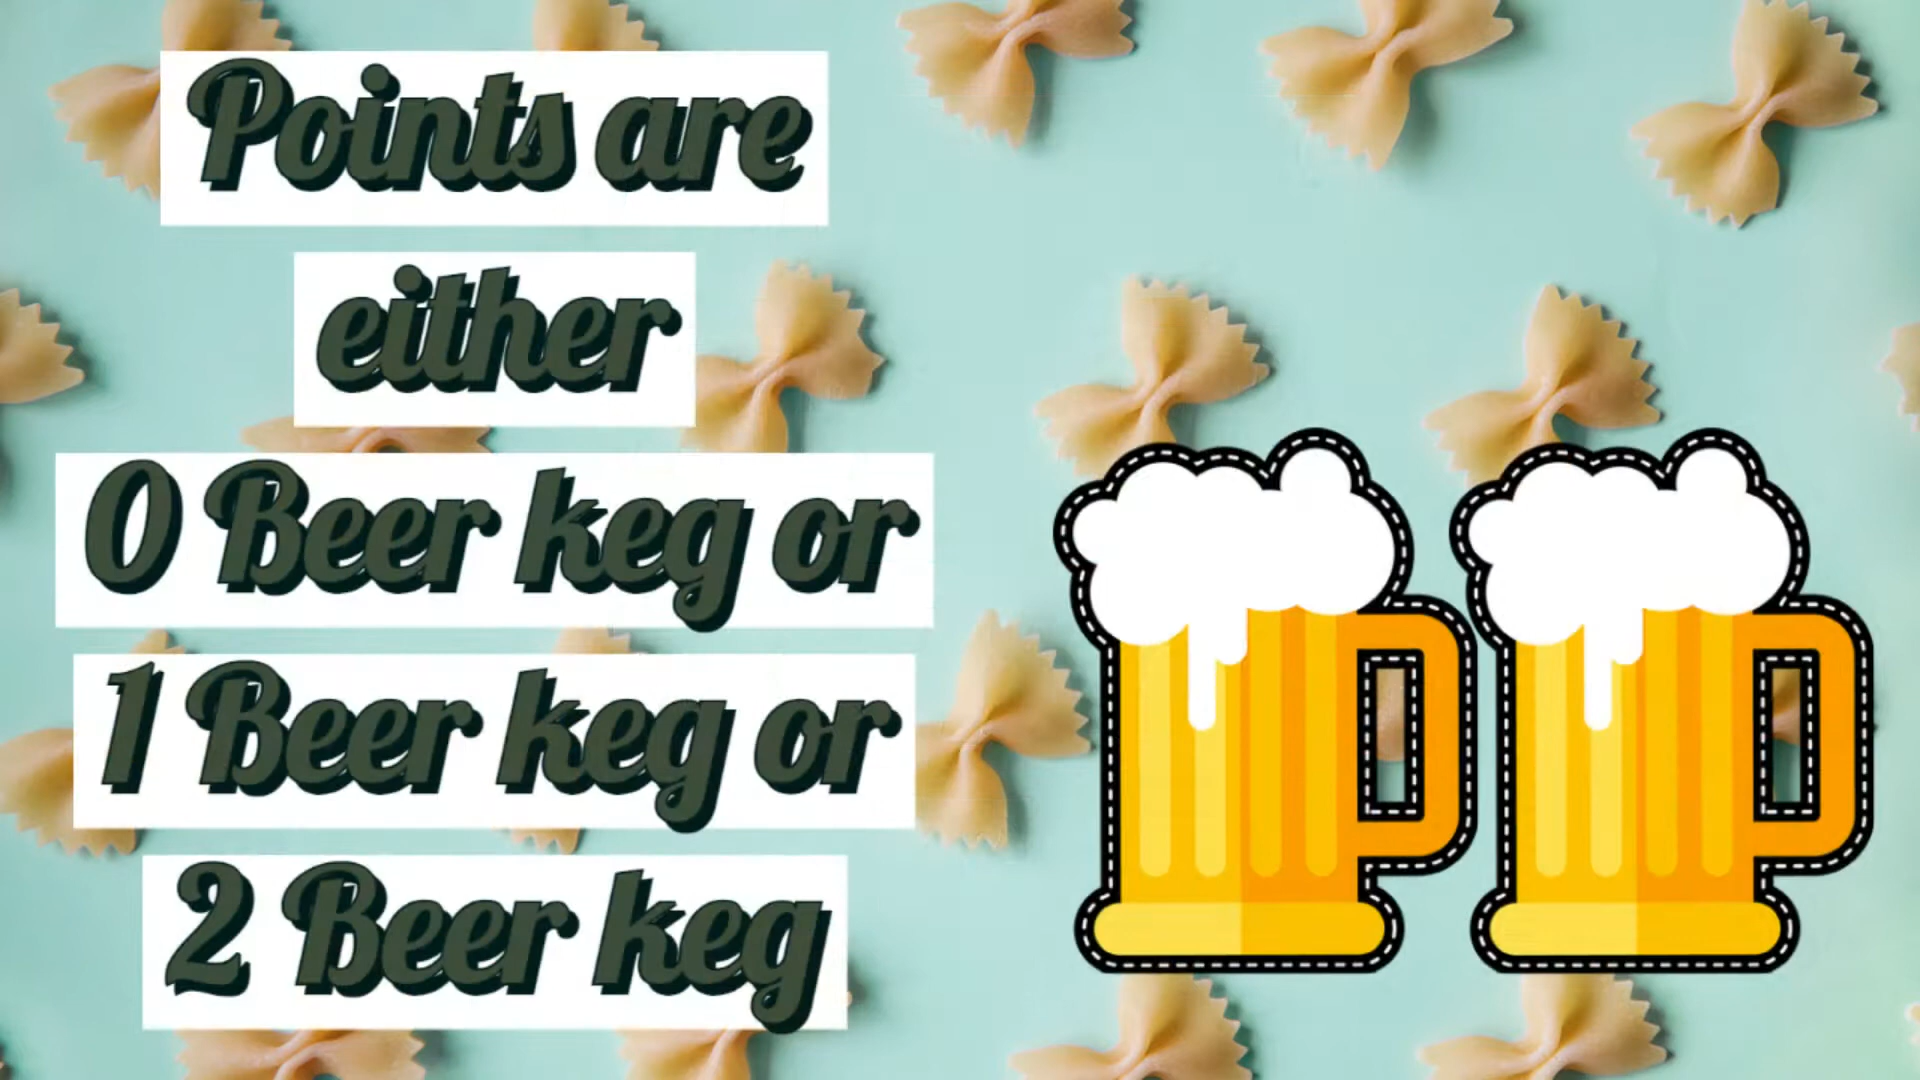 Points are
either
0 Beer keg or
1 Beer keg or
2 Beer keg